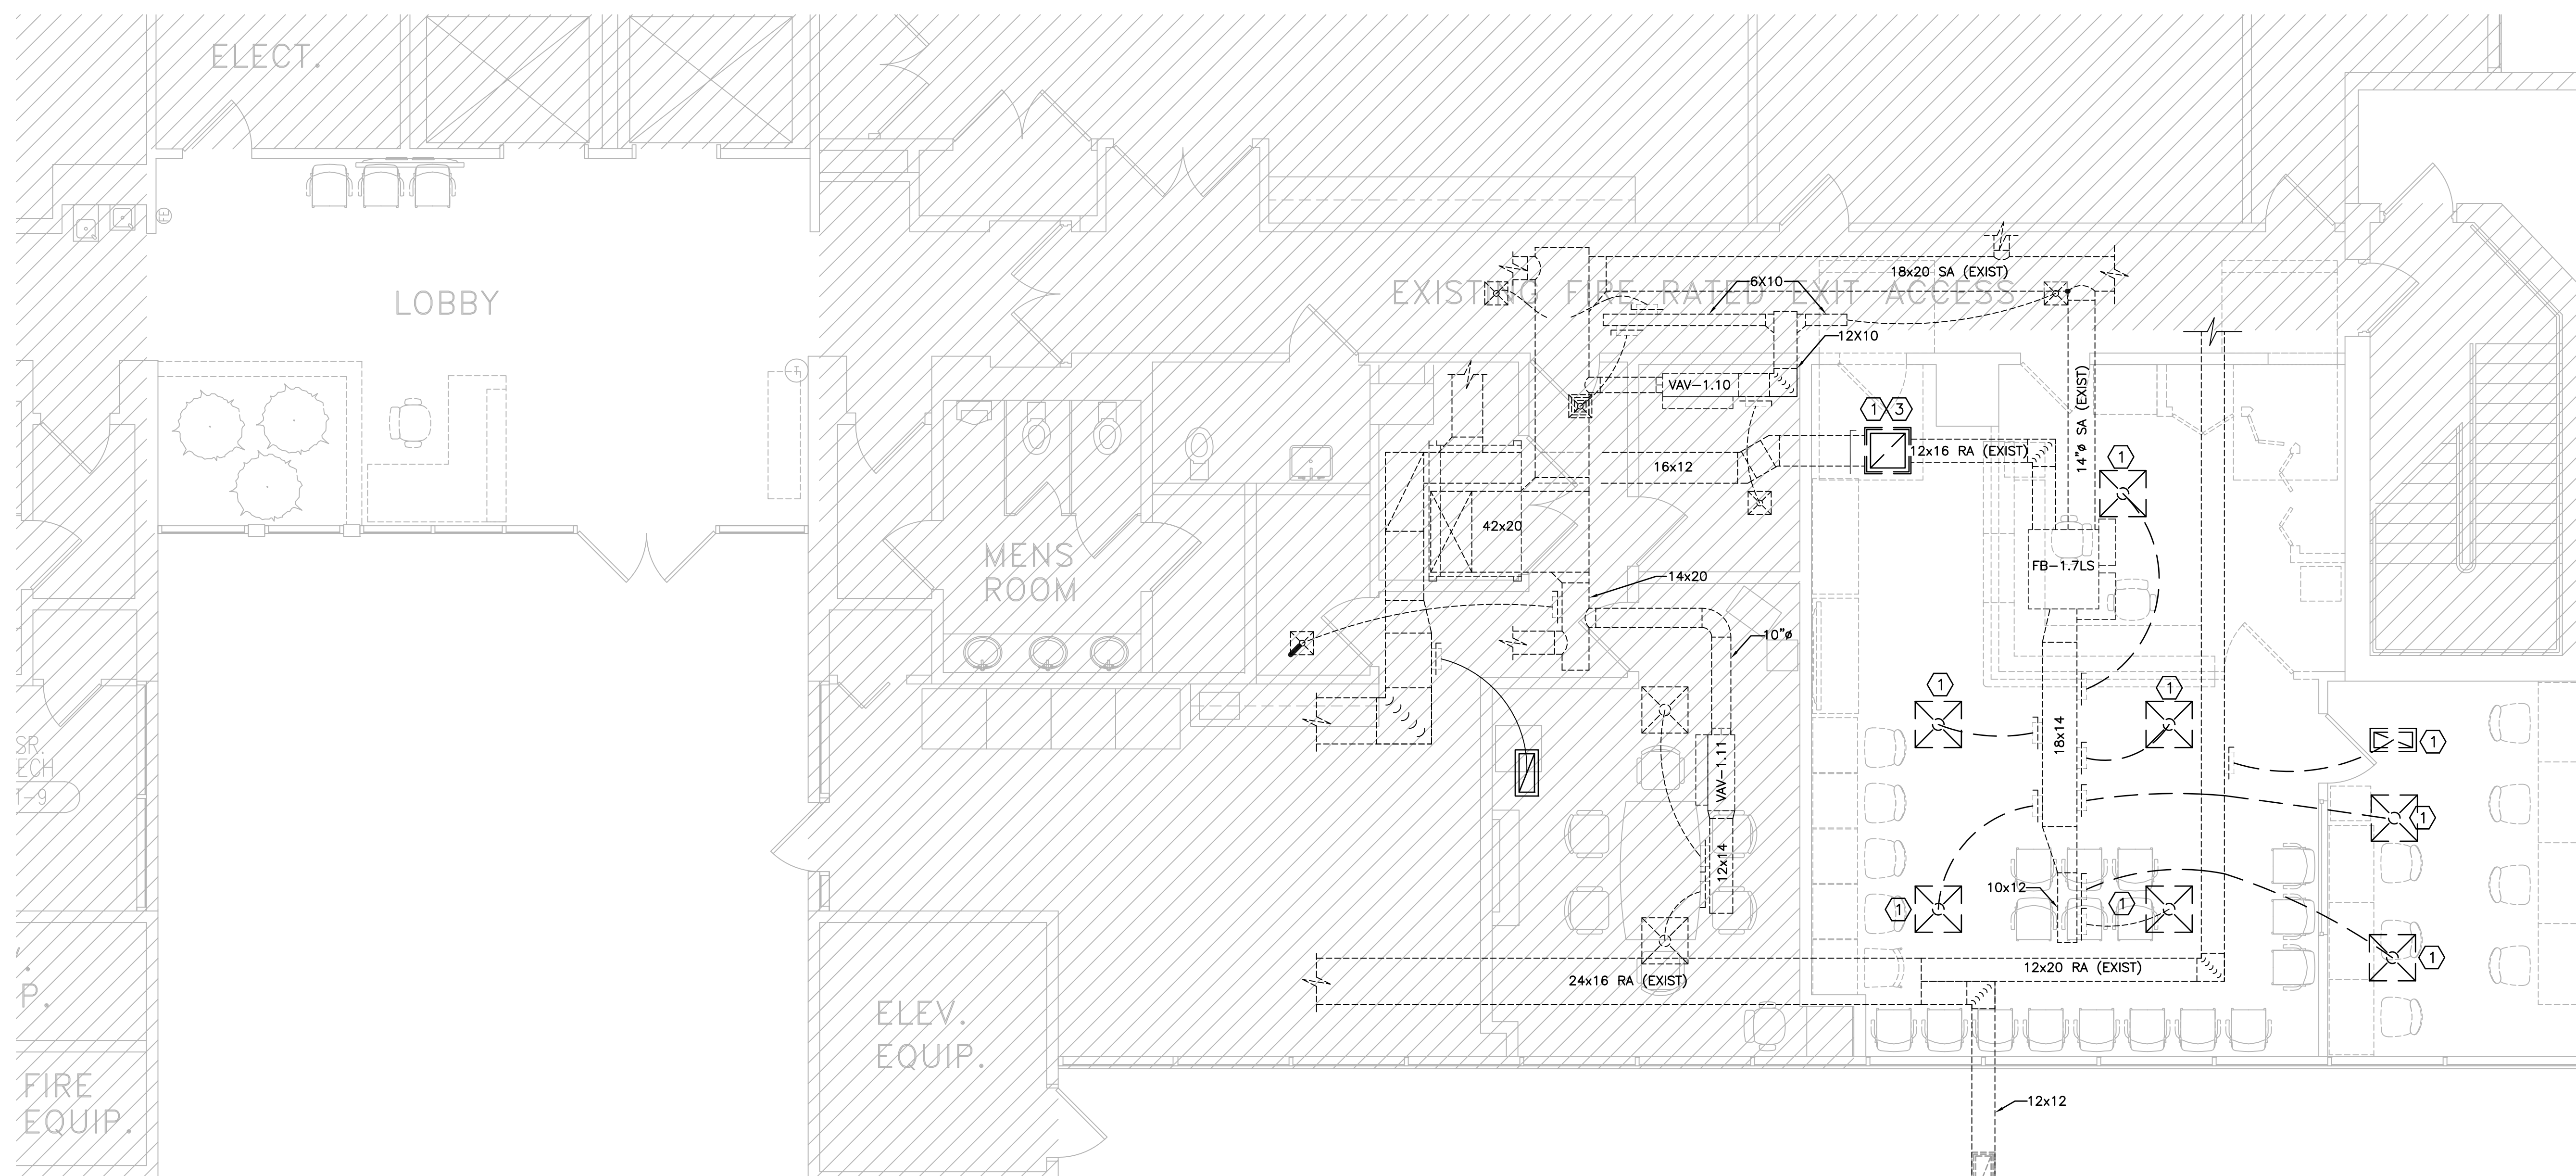 ELECT.
LOBBY
T
18x20 SA (EXIST)
6X10
EXISTING FIRE RATED EXIT ACCESS
12X10
VAV-1.10
14"ø SA (EXIST)
1
3
12x16 RA (EXIST)
16x12
1
42x20
MENS
ROOM
FB-1.7LS
14x20
10"ø
1
1
18x14
1
SR.
ECH
T-9
VAV-1.11
1
12x14
10x12
1
1
1
24x16 RA (EXIST)
12x20 RA (EXIST)
P.
ELEV.
EQUIP.
FIRE
EQUIP.
12x12